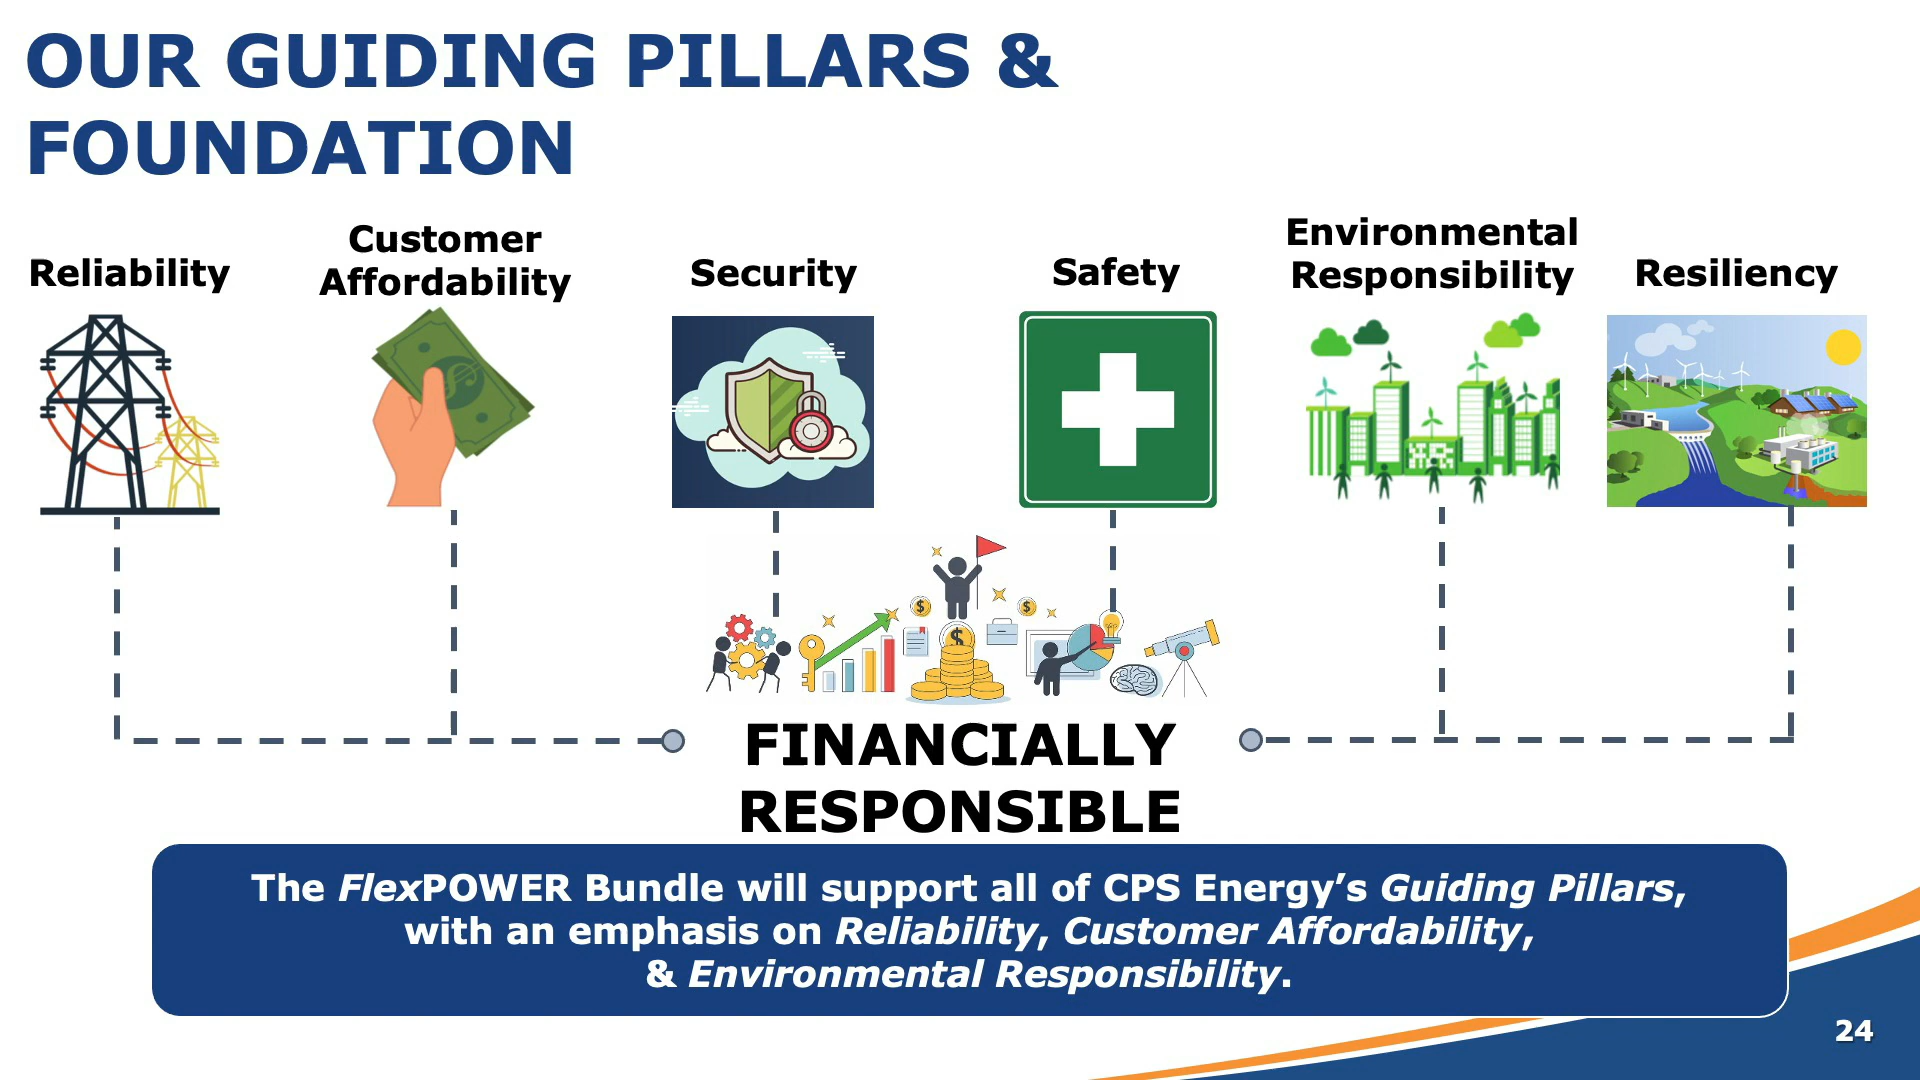 OUR GUIDING PILLARS &
FOUNDATION
Reliability
Customer
Affordability
Security
Safety
Environmental
Responsibility
Resiliency
$
$
$
FINANCIALLY
RESPONSIBLE
The FlexPOWER Bundle will support all of CPS Energy’s Guiding Pillars,
with an emphasis on Reliability, Customer Affordability,
& Environmental Responsibility.
24